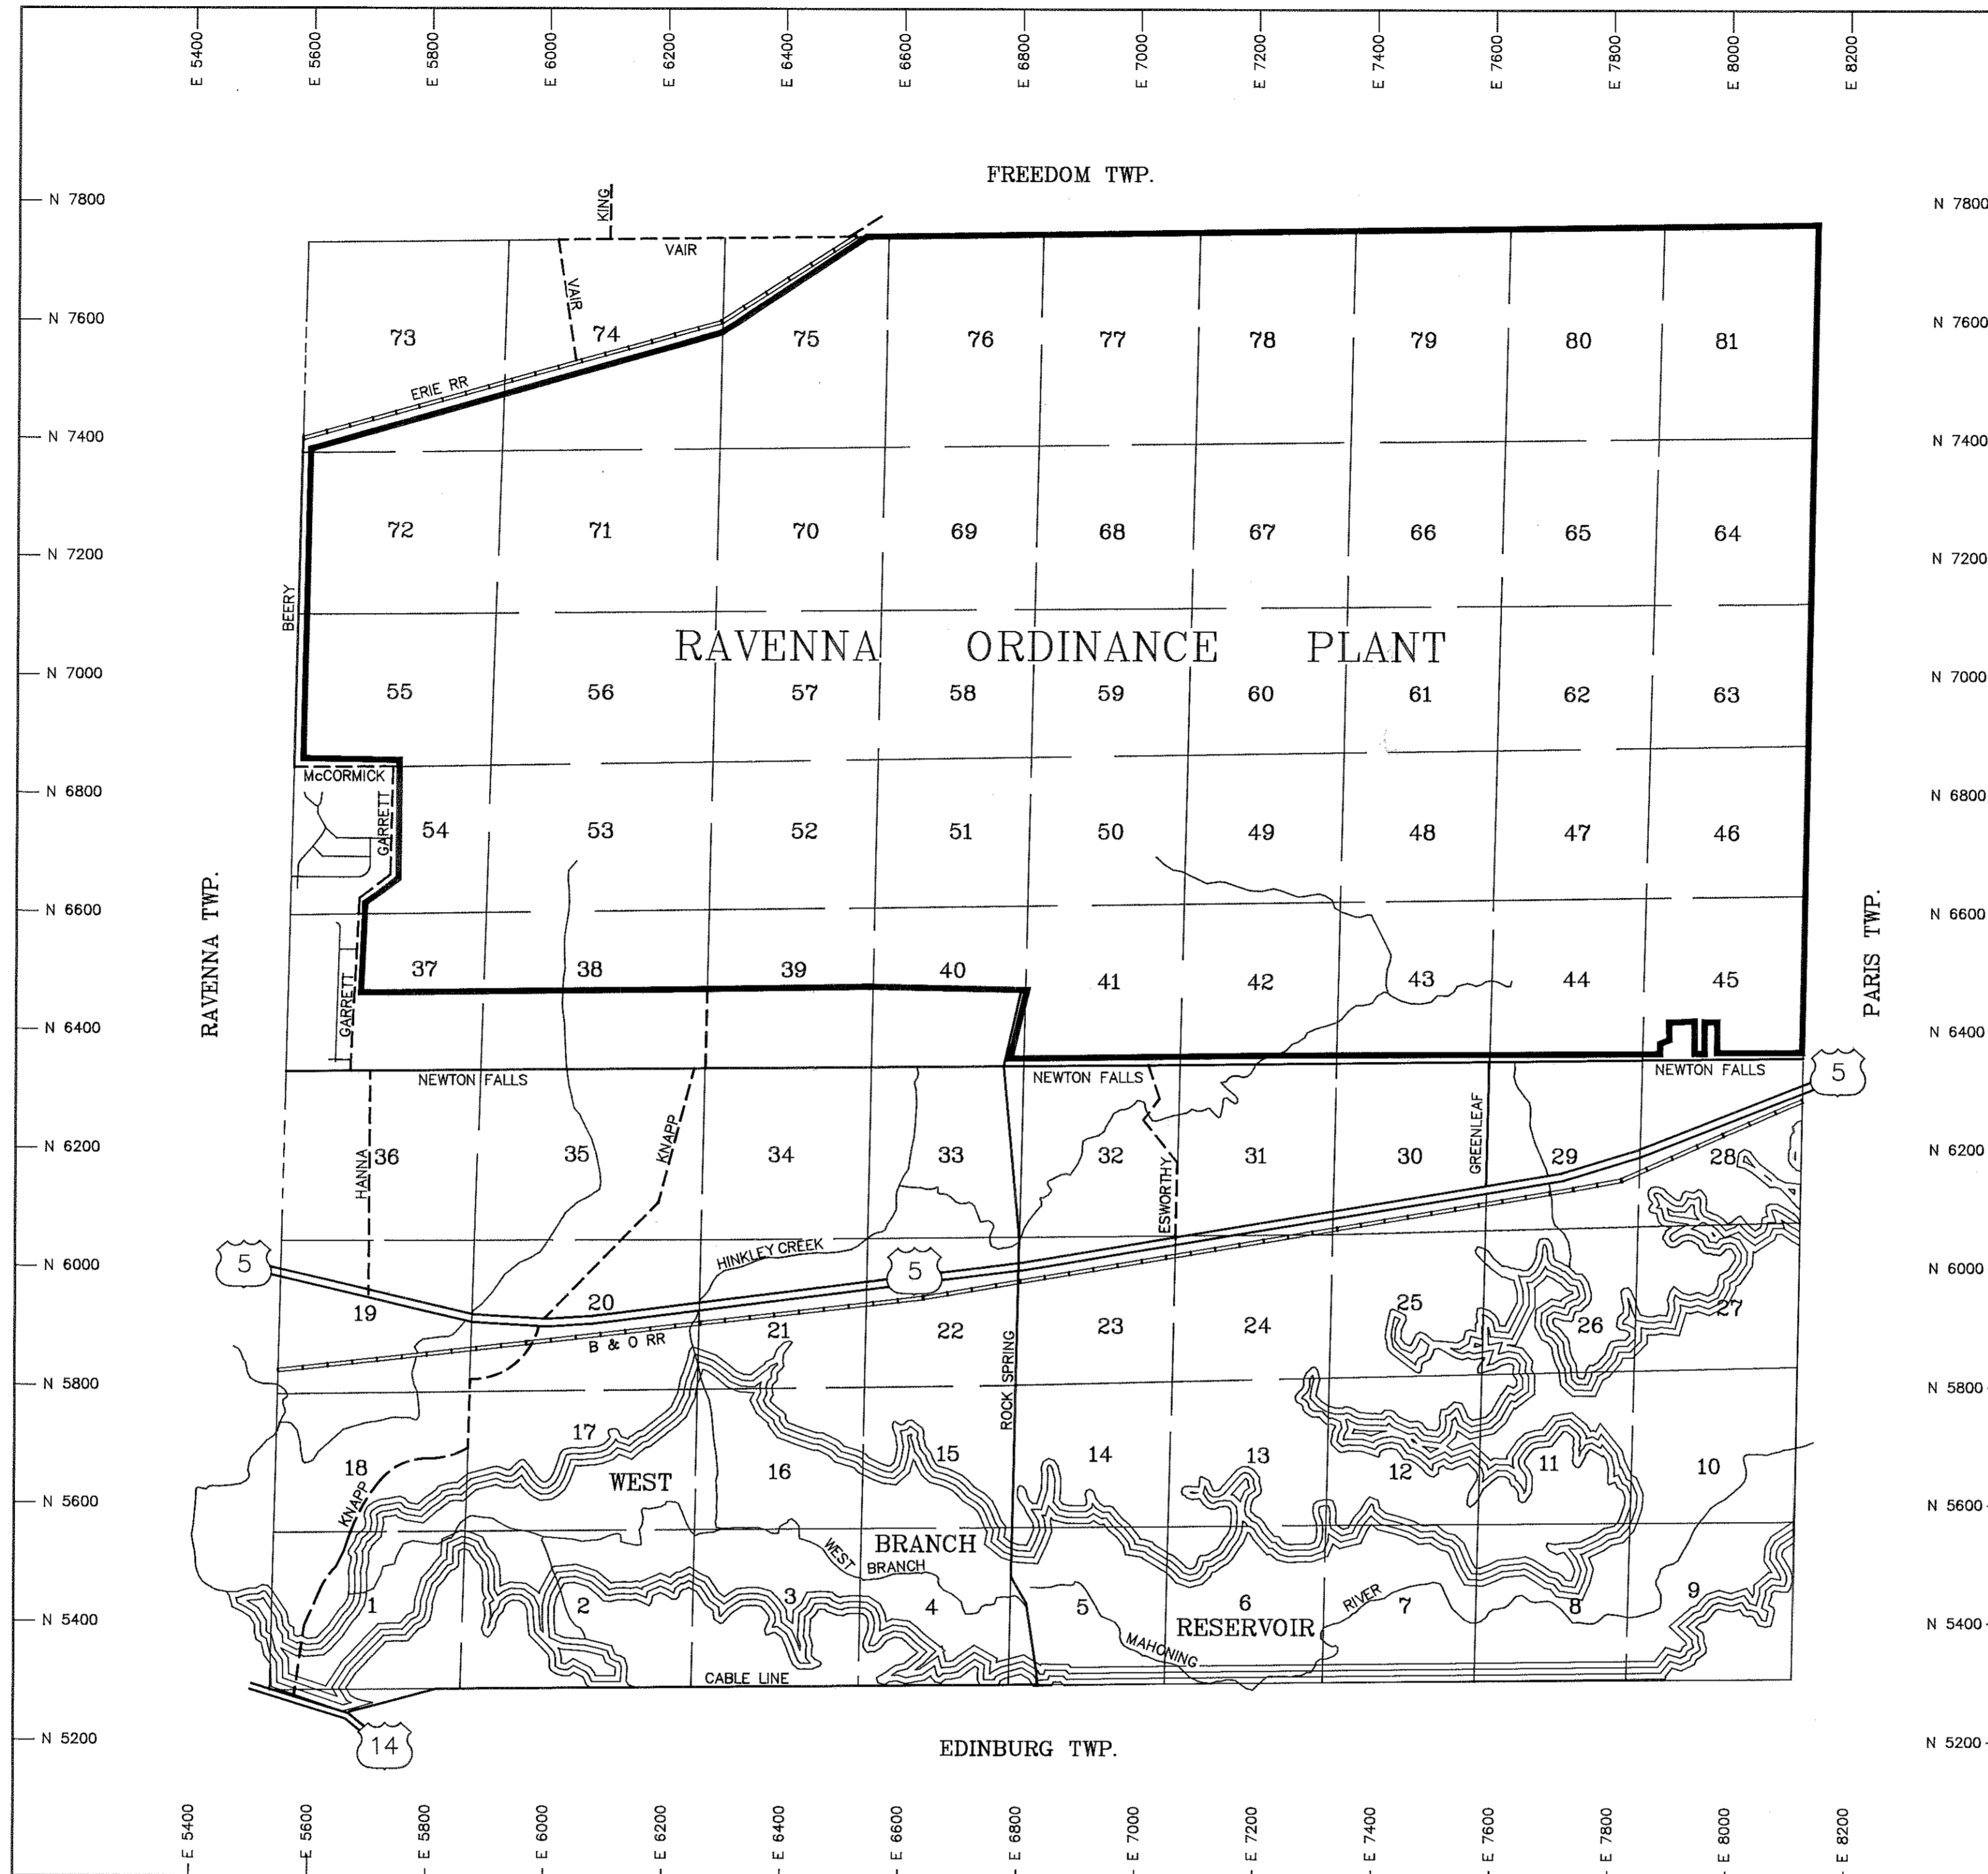 E 5400 E 5600 E 5800 E 6000 E 6200 E 6400 E 6600 E 6800 E 7000 E 7200 E 7400 E 7600 E 7800 E 8000 E 8200
FREEDOM TWP.
N 7800 N 7800
KING
VAIR
VAIR
N 7600 N 7600
73 74 75 76 77 78 79 80 81
ERIE RR
N 7400 N 7400
72 71 70 69 68 67 66 65 64
N 7200 N 7200
BEERY
RAVENNA ORDINANCE PLANT
N 7000 N 7000
55 56 57 58 59 60 61 62 63
McCORMICK
N 6800 N 6800
GARRETT
54 53 52 51 50 49 48 47 46
RAVENNA TWP.
PARIS TWP.
N 6600 N 6600
37 38 39 40 41 42 43 44 45
GARRETT
N 6400 N 6400
NEWTON FALLS NEWTON FALLS NEWTON FALLS
5
HANNA
KNAPP
ESWORTHY
GREENLEAF
N 6200 N 6200
36 35 34 33 32 31 30 29 28
HINKLEY CREEK
N 6000 N 6000
5 5
19 20 21 22 23 24 25 26 27
B & O RR
ROCK SPRING
N 5800 N 5800
18 17 16 15 14 13 12 11 10
WEST
KNAPP
N 5600 N 5600
BRANCH
WEST
BRANCH
1 2 3 4 5 6 7 8 9
RIVER
N 5400 N 5400
RESERVOIR
MAHONING
CABLE LINE
14
N 5200 N 5200
EDINBURG TWP.
E 5400 E 5600 E 5800 E 6000 E 6200 E 6400 E 6600 E 6800 E 7000 E 7200 E 7400 E 7600 E 7800 E 8000 E 8200